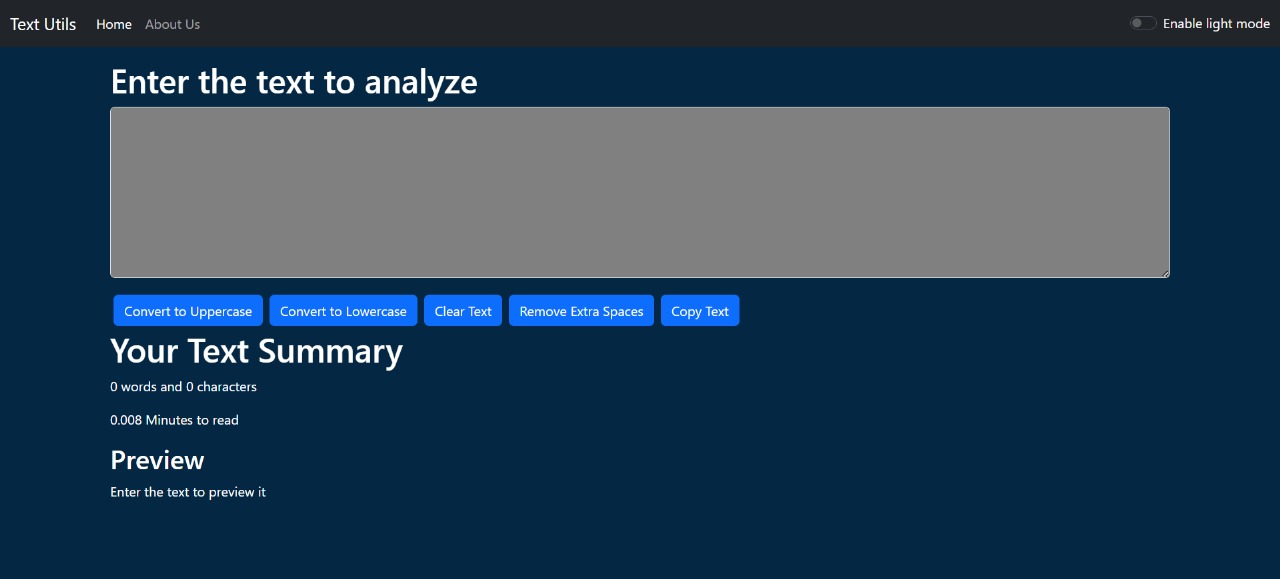 Text Utils Home About Us Enable light mode
Enter the text to analyze
Convert to Uppercase Convert to Lowercase Clear Text Remove Extra Spaces Copy Text
Your Text Summary
0 words and 0 characters
0.008 Minutes to read
Preview
Enter the text to preview it